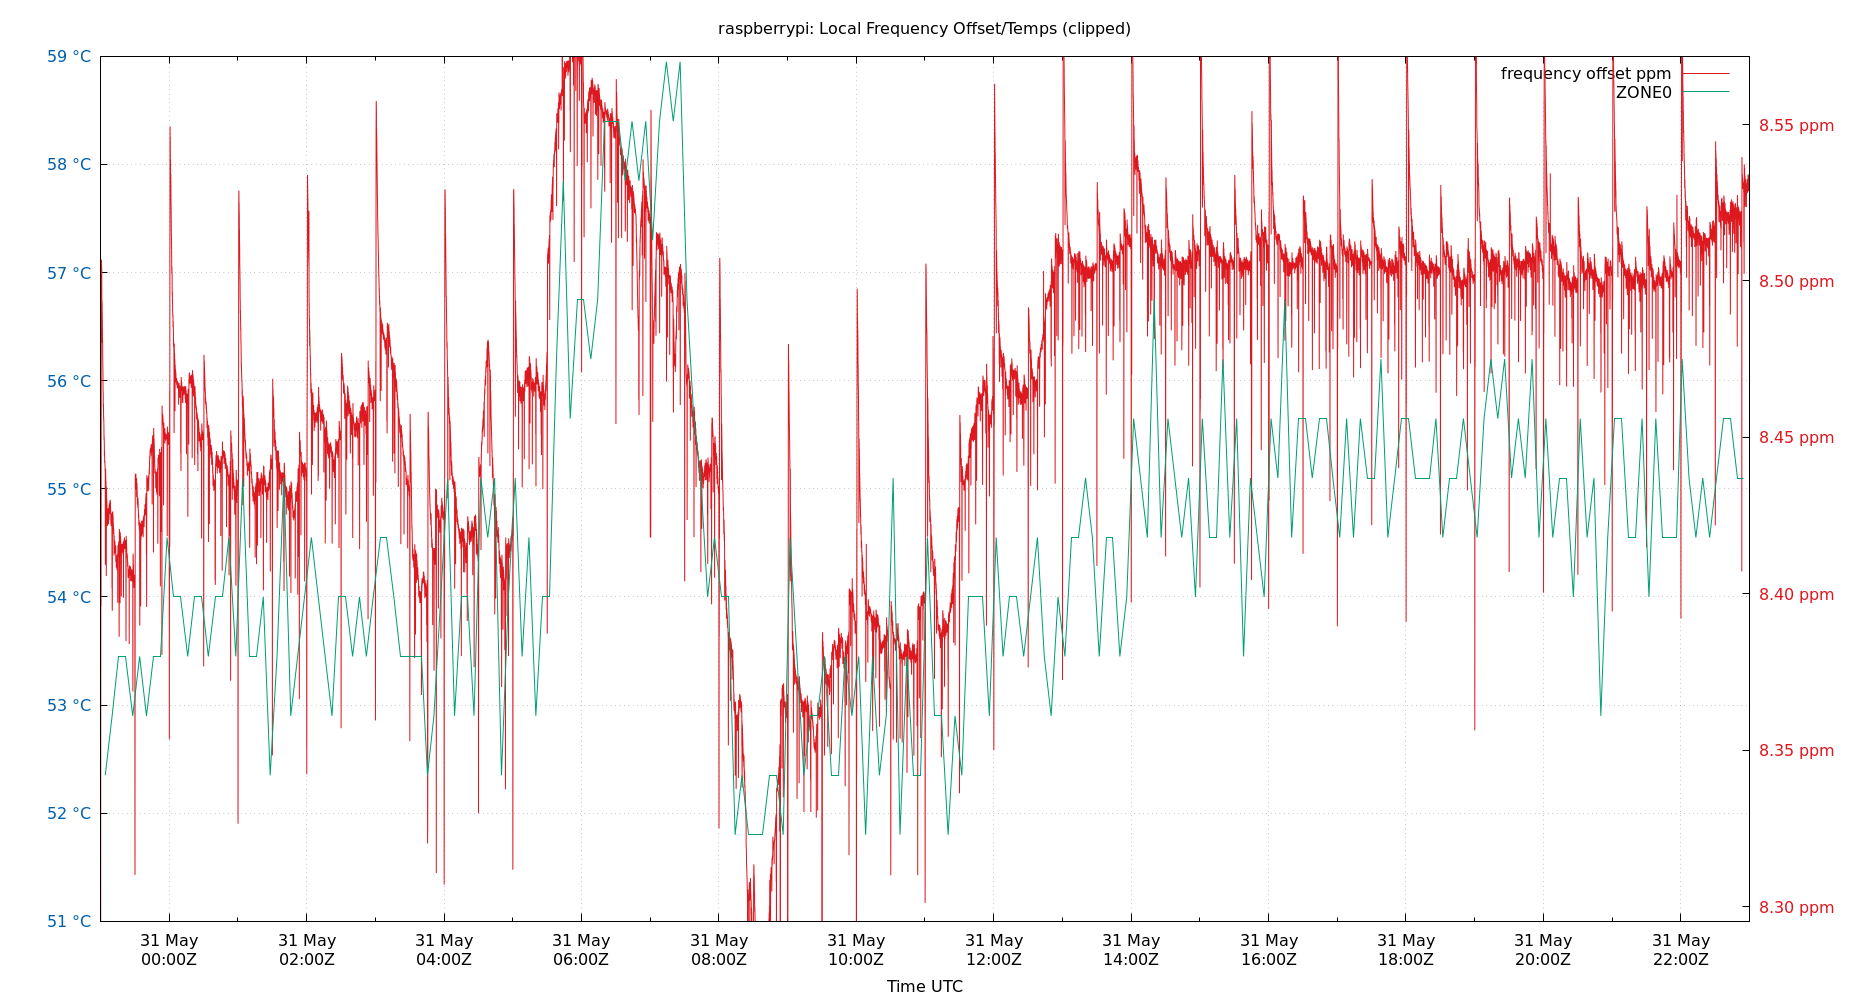 raspberrypi: Local Frequency Offset/Temps (clipped)
59 °C
58 °C
57 °C
56 °C
55 °C
54 °C
53 °C
52 °C
51 °C
frequency offset ppm
ZONE0
8.55 ppm
8.50 ppm
8.45 ppm
8.40 ppm
8.35 ppm
8.30 ppm
31 May 31 May 31 May 31 May 31 May 31 May 31 May 31 May 31 May 31 May 31 May 31 May
00:00Z 02:00Z 04:00Z 06:00Z 08:00Z 10:00Z 12:00Z 14:00Z 16:00Z 18:00Z 20:00Z 22:00Z
Time UTC